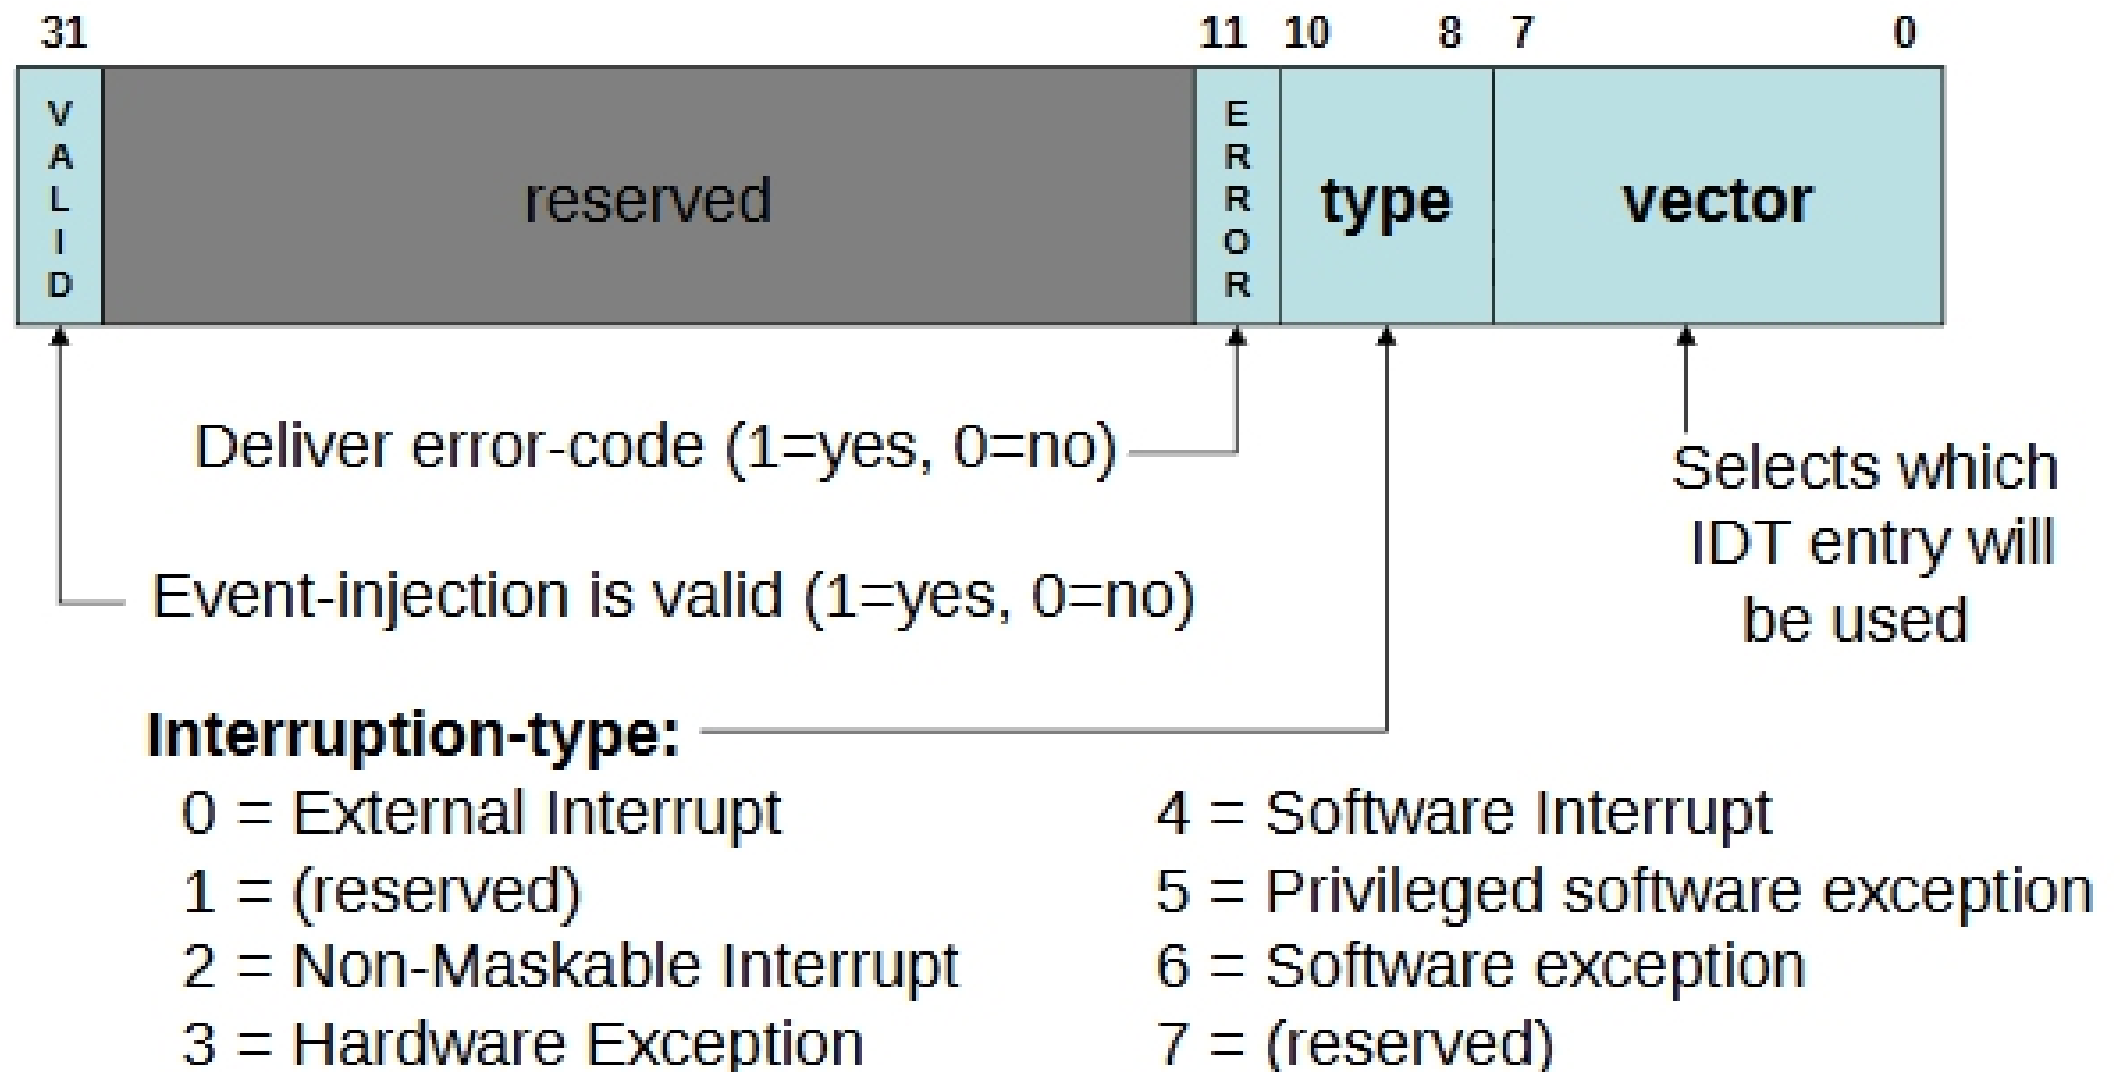 31 11 10 8 7 0
VALID
reserved
ERROR
type
vector
Deliver error-code (1=yes, 0=no)
Selects which
IDT entry will
be used
Event-injection is valid (1=yes, 0=no)
Interruption-type:
0 = External Interrupt
1 = (reserved)
2 = Non-Maskable Interrupt
3 = Hardware Exception
4 = Software Interrupt
5 = Privileged software exception
6 = Software exception
7 = (reserved)